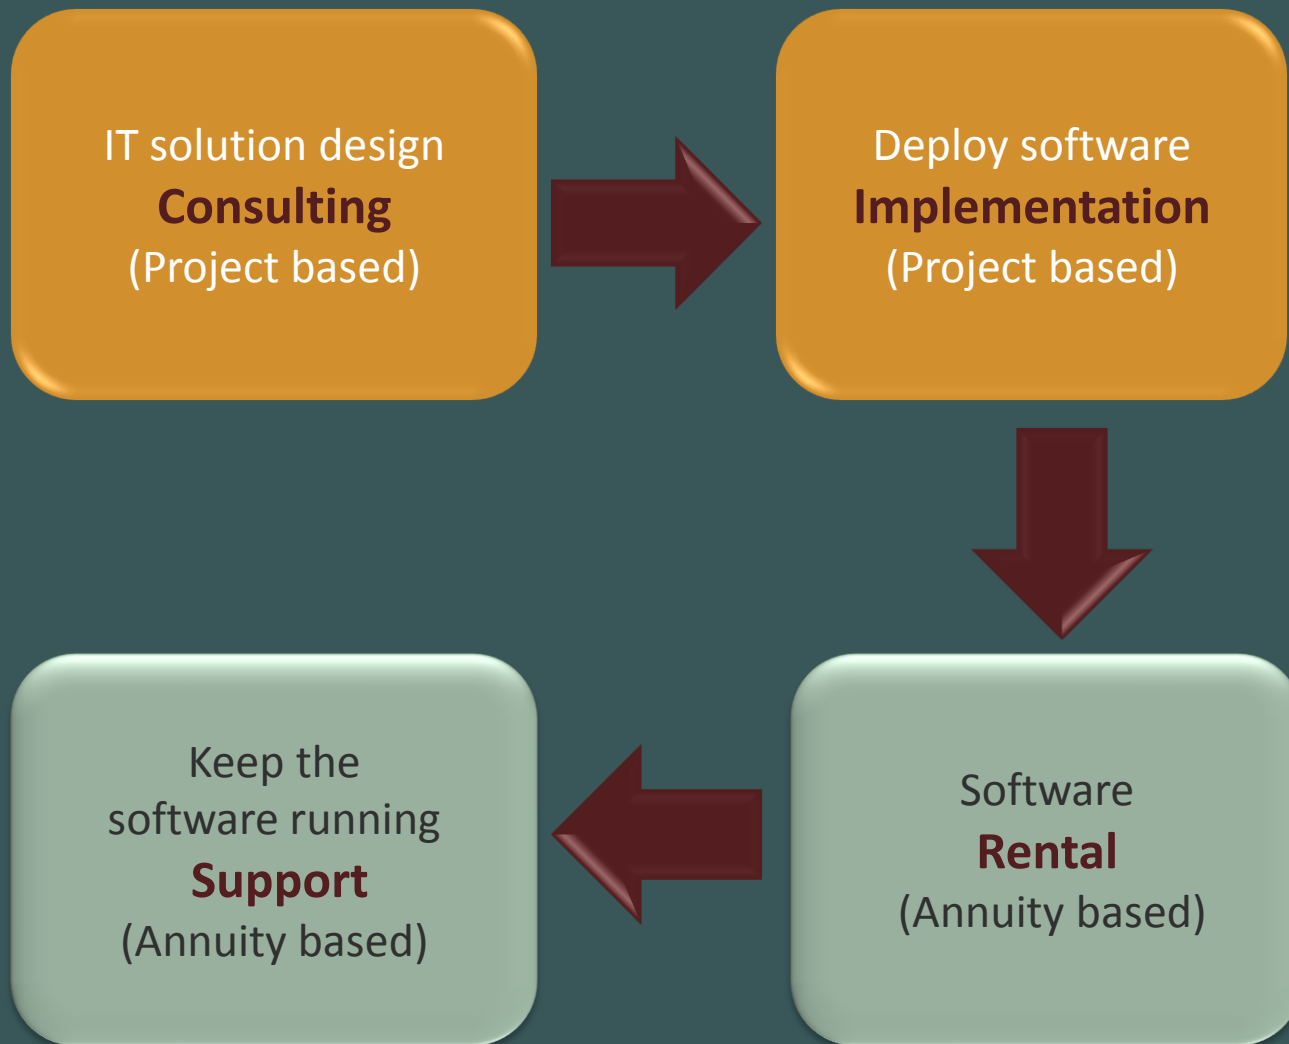 IT solution design
Consulting
(Project based)
Deploy software
Implementation
(Project based)
Software
Rental
(Annuity based)
Keep the
software running
Support
(Annuity based)